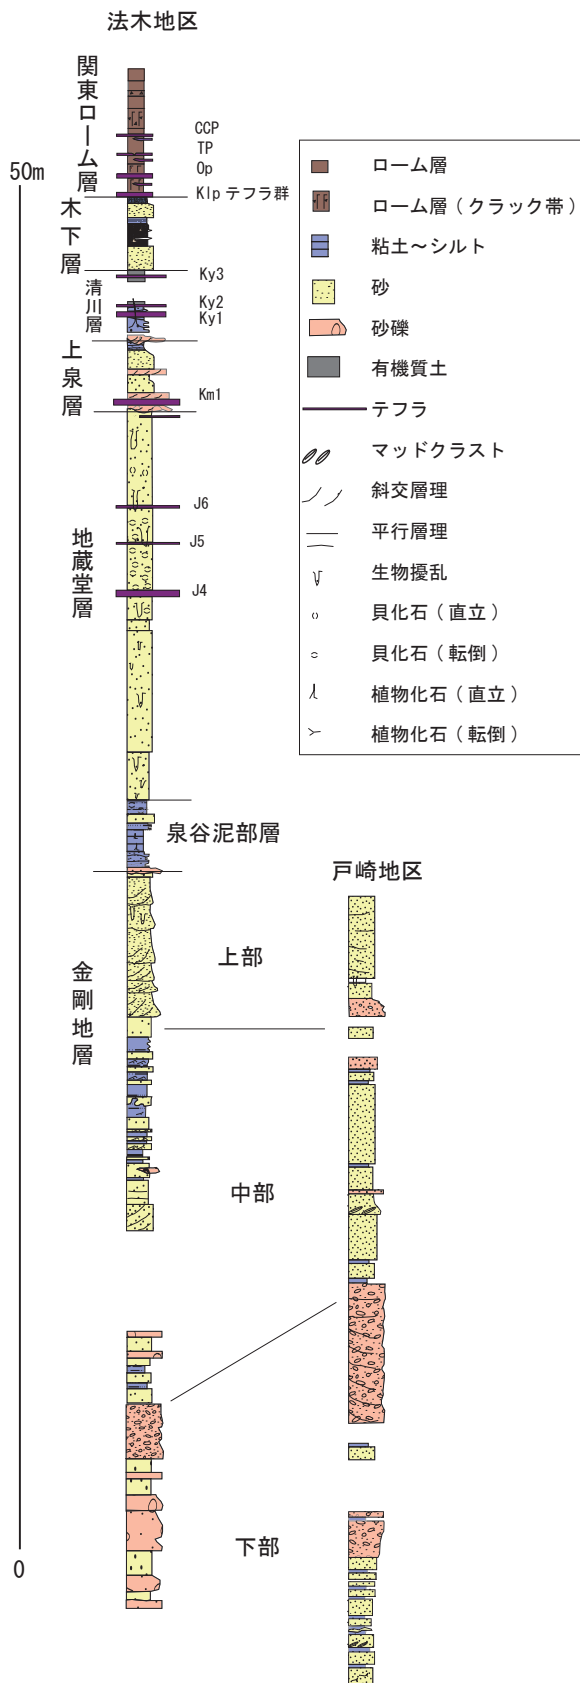 法木地区
関東ローム層
CCP
TP
Op
Klp テフラ群
50m
木下層
Ky3
清川層
Ky2
Ky1
上泉層
Km1
J6
J5
地蔵堂層
J4
泉谷泥部層
金剛地層
上部
中部
下部
0
戸崎地区
ローム層
ローム層（クラック帯）
粘土～シルト
砂
砂礫
有機質土
テフラ
マッドクラスト
斜交層理
平行層理
生物擾乱
貝化石（直立）
貝化石（転倒）
植物化石（直立）
植物化石（転倒）